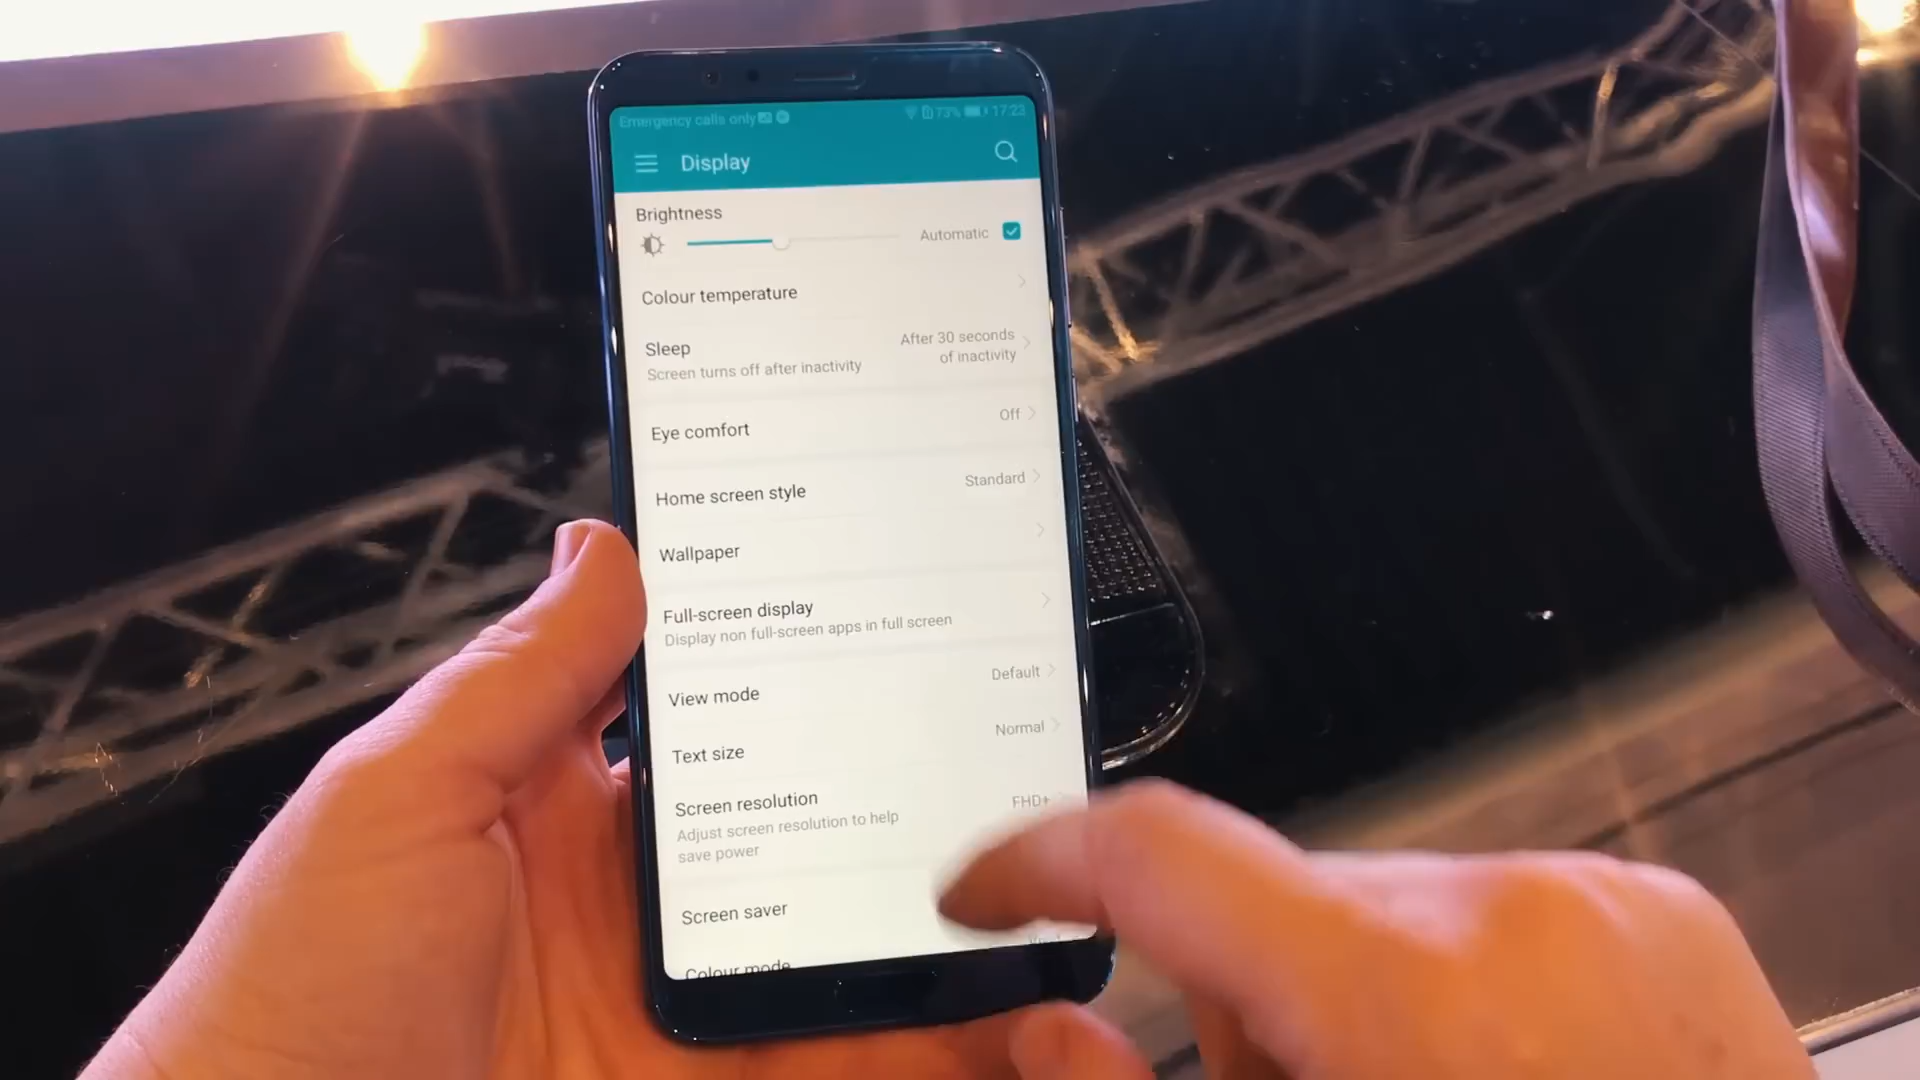 Emergency calls only 73% 17:23
Display
Brightness
Automatic
Colour temperature
Sleep
Screen turns off after inactivity
After 30 seconds
of inactivity
Eye comfort
Off
Home screen style
Standard
Wallpaper
Full-screen display
Display non full-screen apps in full screen
View mode
Default
Text size
Normal
Screen resolution
FHD+
Adjust screen resolution to help
save power
Screen saver
Colour mode